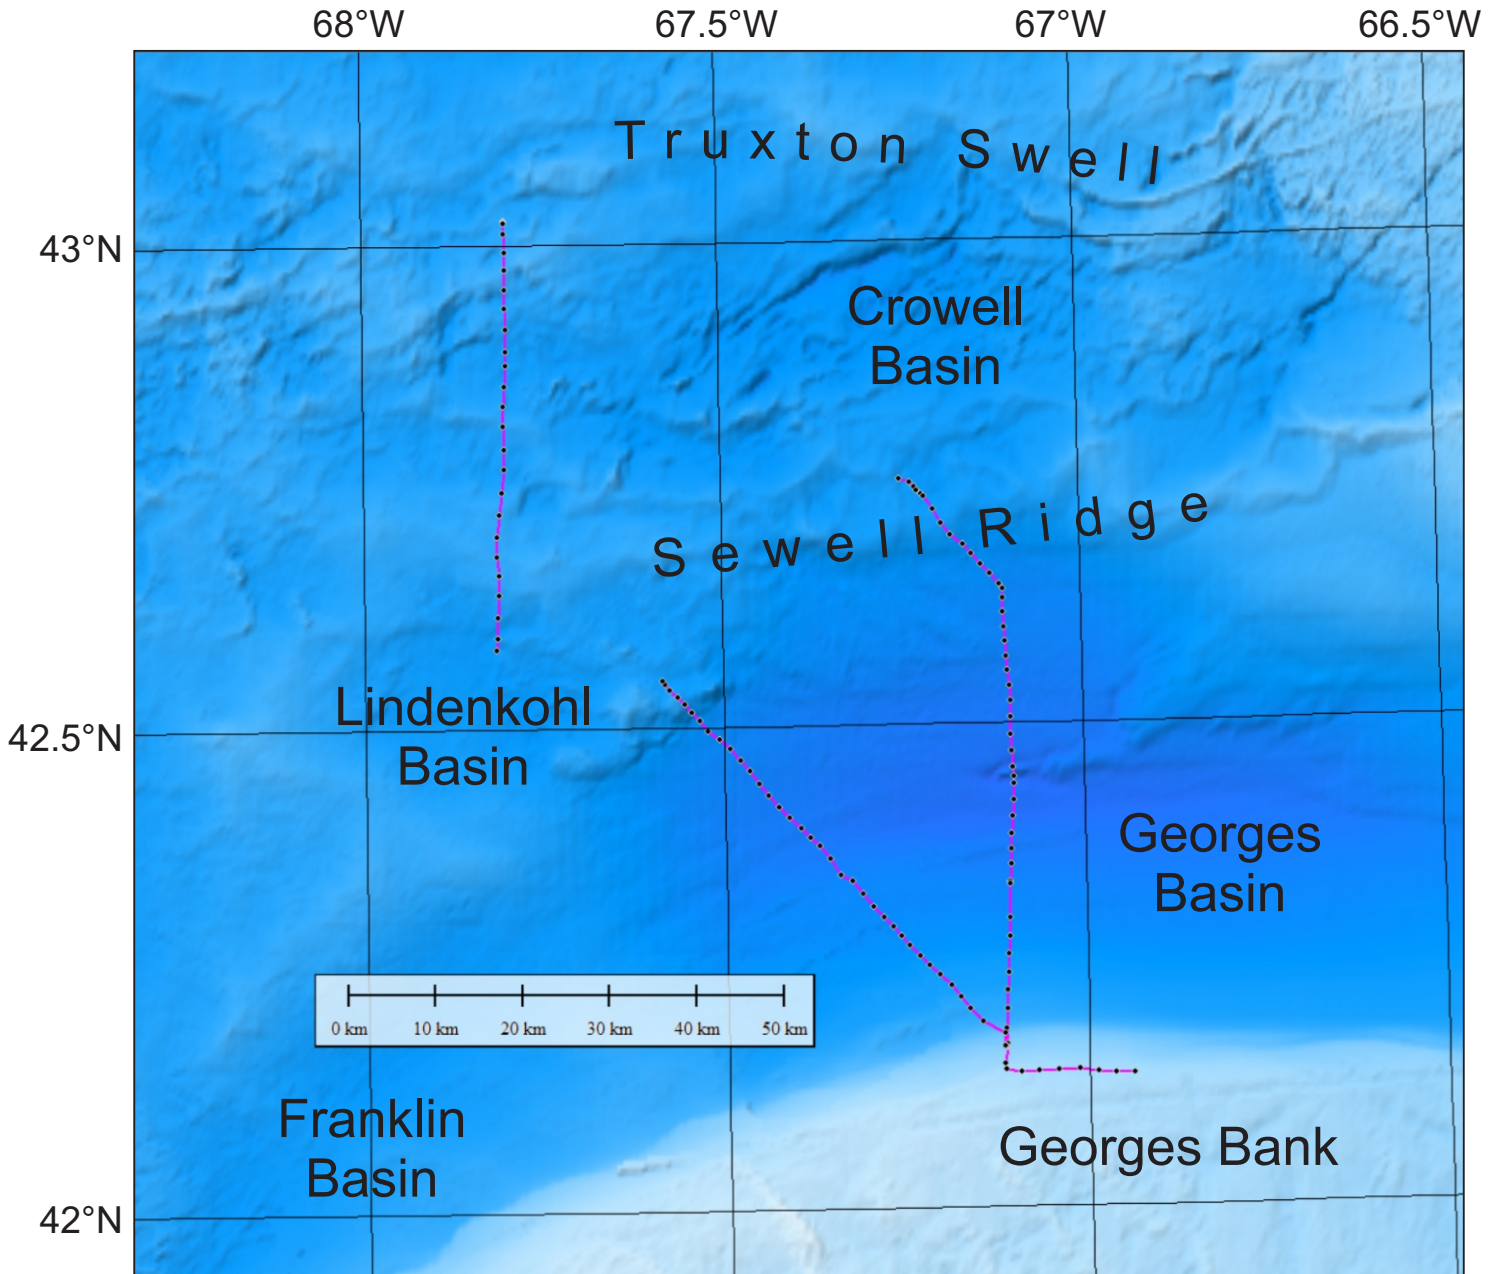 68°W 67.5°W 67°W 66.5°W
Truxton Swell
43°N
Crowell
Basin
Sewell Ridge
Lindenkohl
Basin
42.5°N
Georges
Basin
0 km 10 km 20 km 30 km 40 km 50 km
Franklin
Basin
Georges Bank
42°N